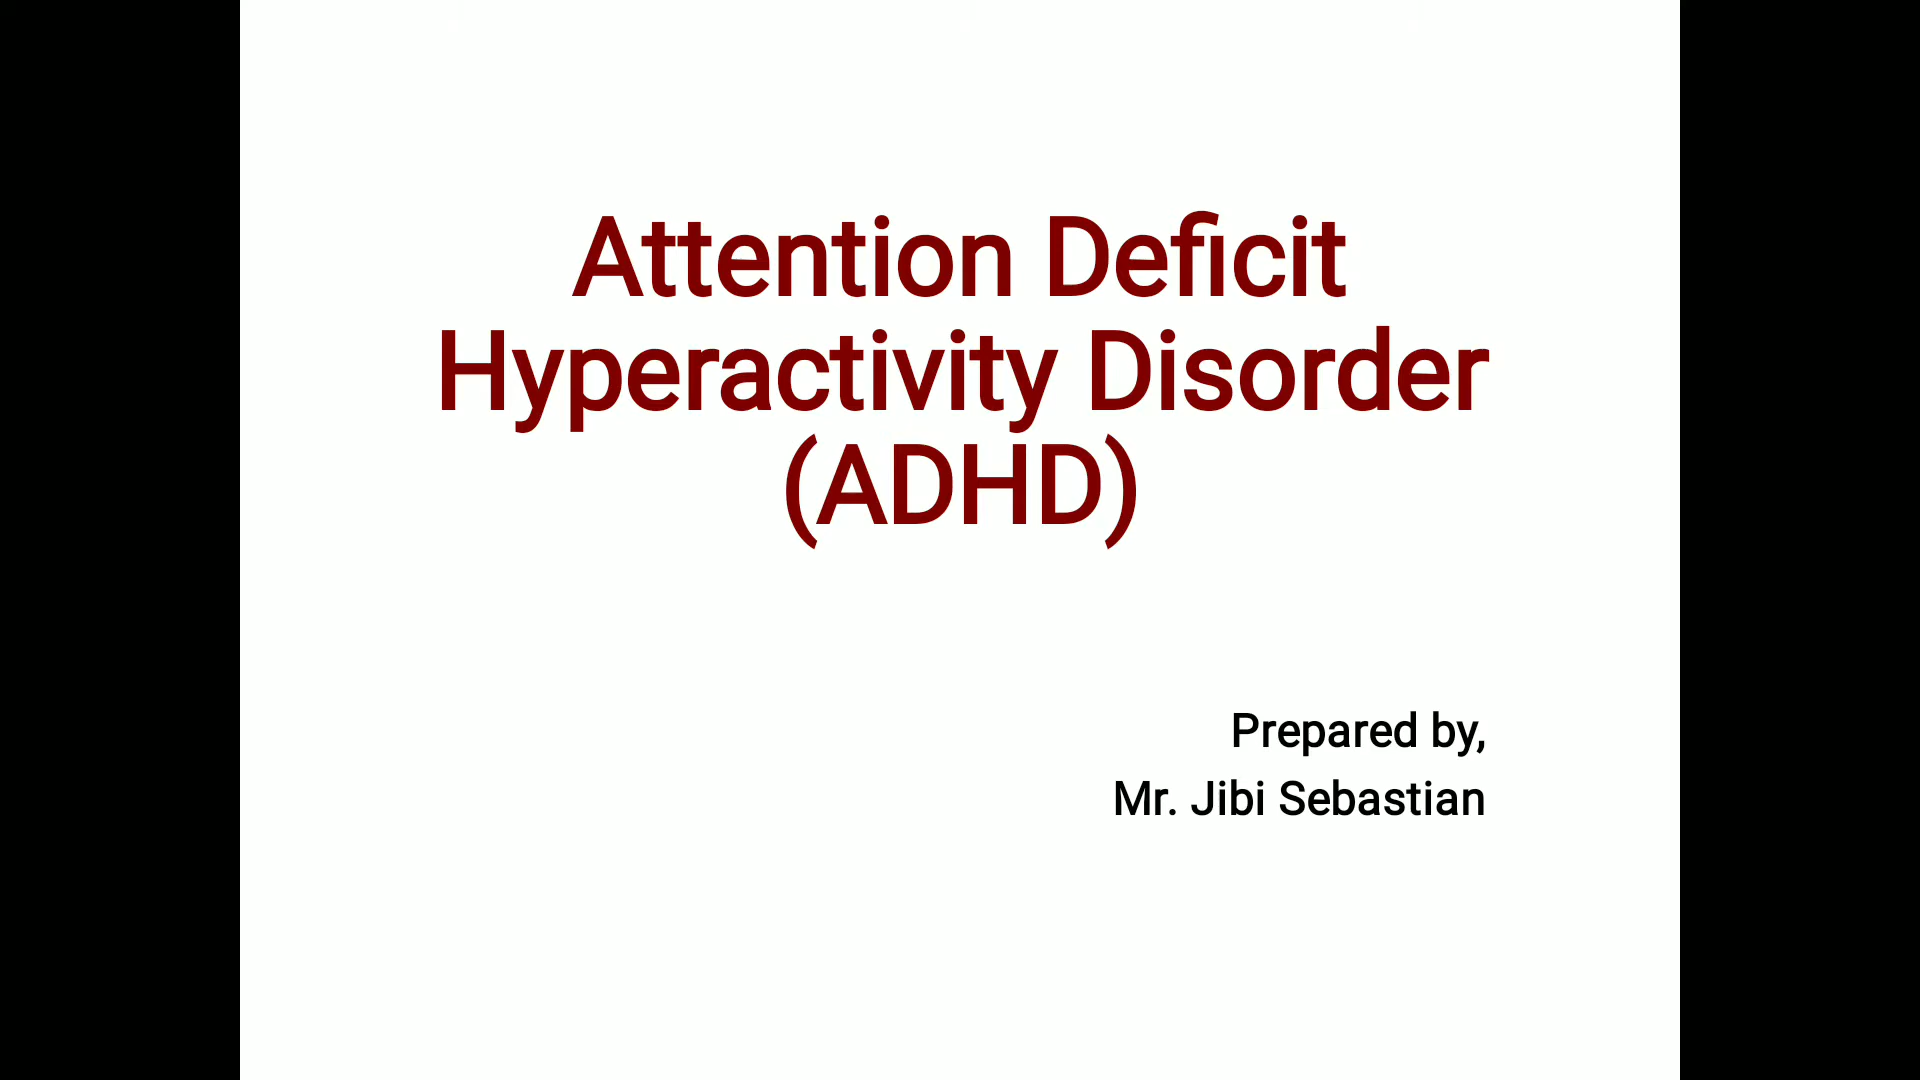 Attention Deficit
Hyperactivity Disorder
(ADHD)
Prepared by,
Mr. Jibi Sebastian